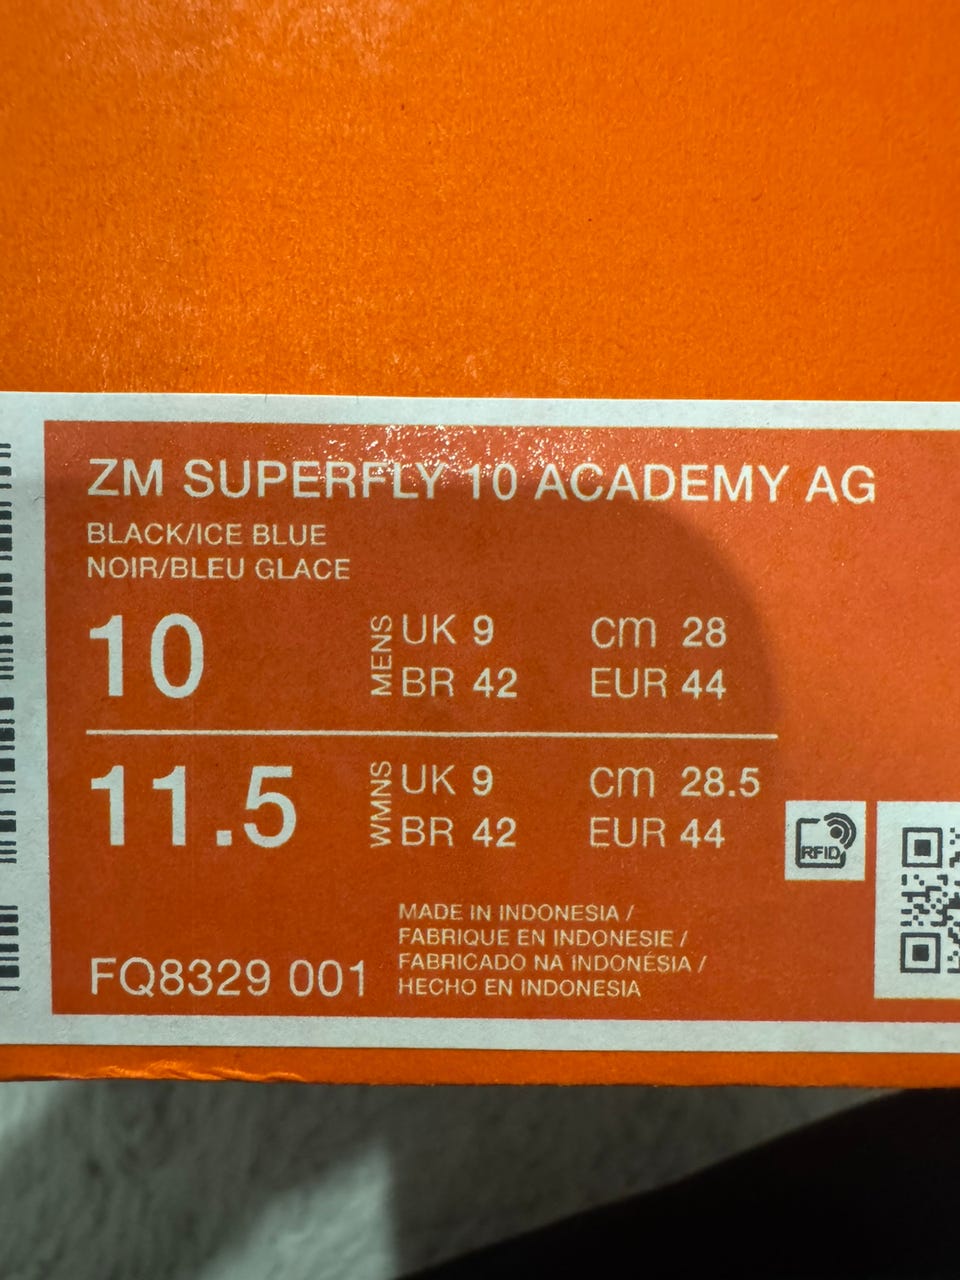 ZM SUPERFLY 10 ACADEMY AG
BLACK/ICE BLUE
NOIR/BLEU GLACE
10 MENS UK 9 cm 28
BR 42 EUR 44
11.5 WMNS UK 9 cm 28.5
BR 42 EUR 44
RFID
MADE IN INDONESIA /
FABRIQUE EN INDONESIE /
FABRICADO NA INDONÉSIA /
HECHO EN INDONESIA
FQ8329 001